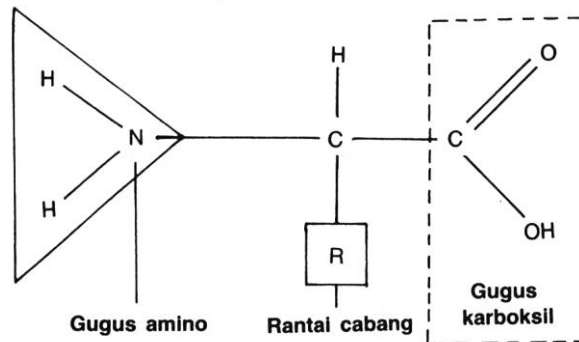 H
H
O
H
N
C
C
R
OH
Gugus amino
Rantai cabang
Gugus
karboksil